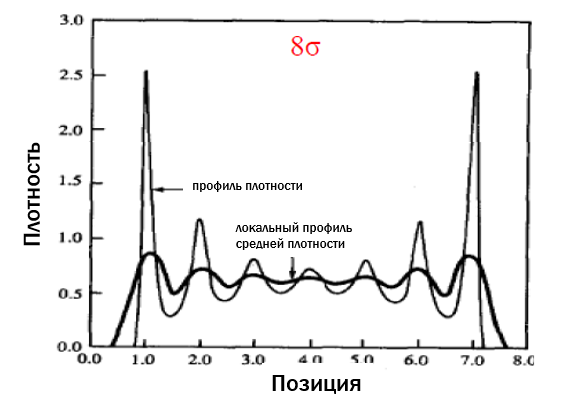 3.0
8σ
2.5
2.0
1.5
профиль плотности
локальный профиль
средней плотности
1.0
0.5
0.0
0.0 1.0 2.0 3.0 4.0 5.0 6.0 7.0 8.0
Плотность
Позиция